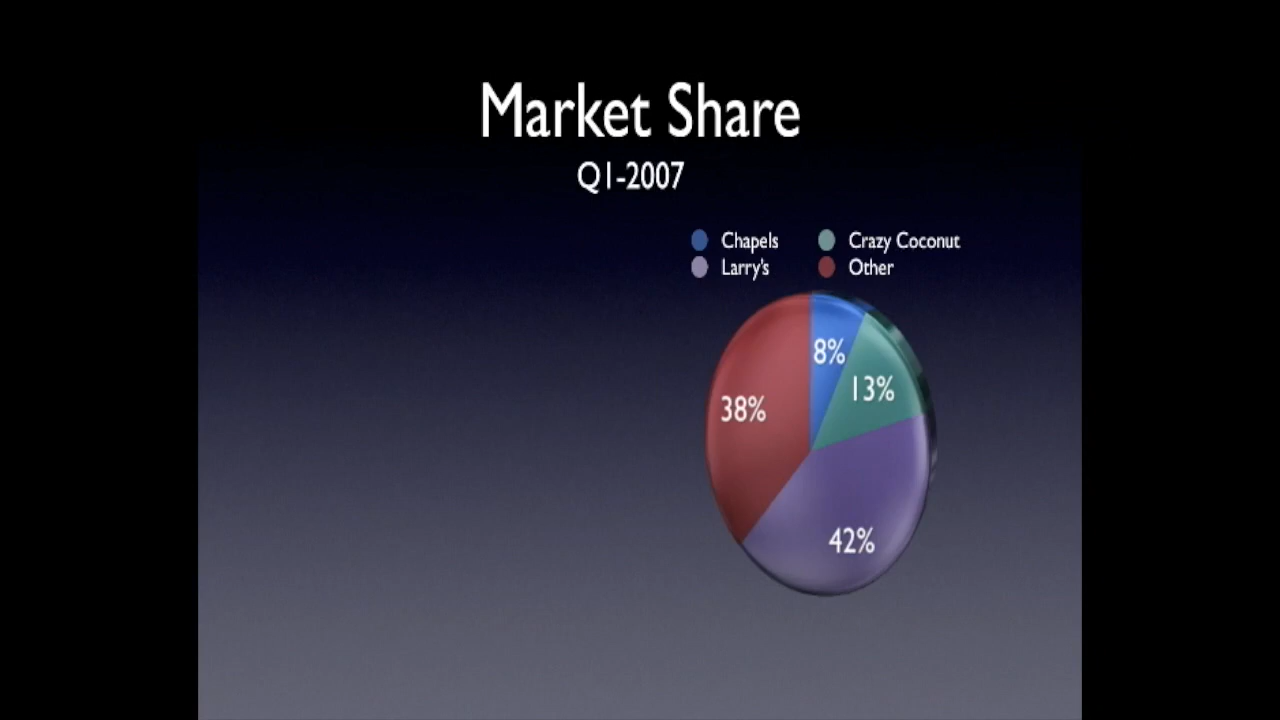 Market Share
Q1-2007
Chapels
Crazy Coconut
Larry's
Other
8%
13%
38%
42%